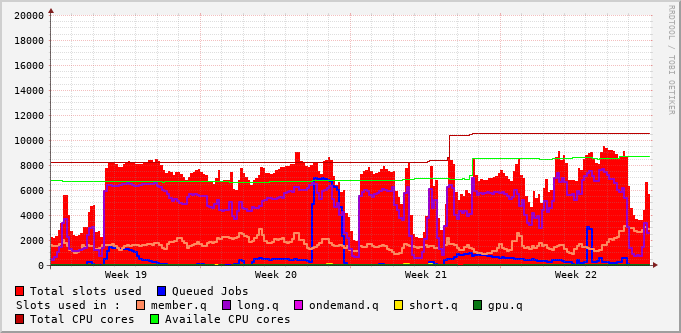 RRDTOOL / TOBI OETIKER
20000
18000
16000
14000
12000
10000
8000
6000
4000
2000
0
Week 19 Week 20 Week 21 Week 22
Total slots used Queued Jobs
Slots used in : member.q long.q ondemand.q short.q gpu.q
Total CPU cores Availale CPU cores